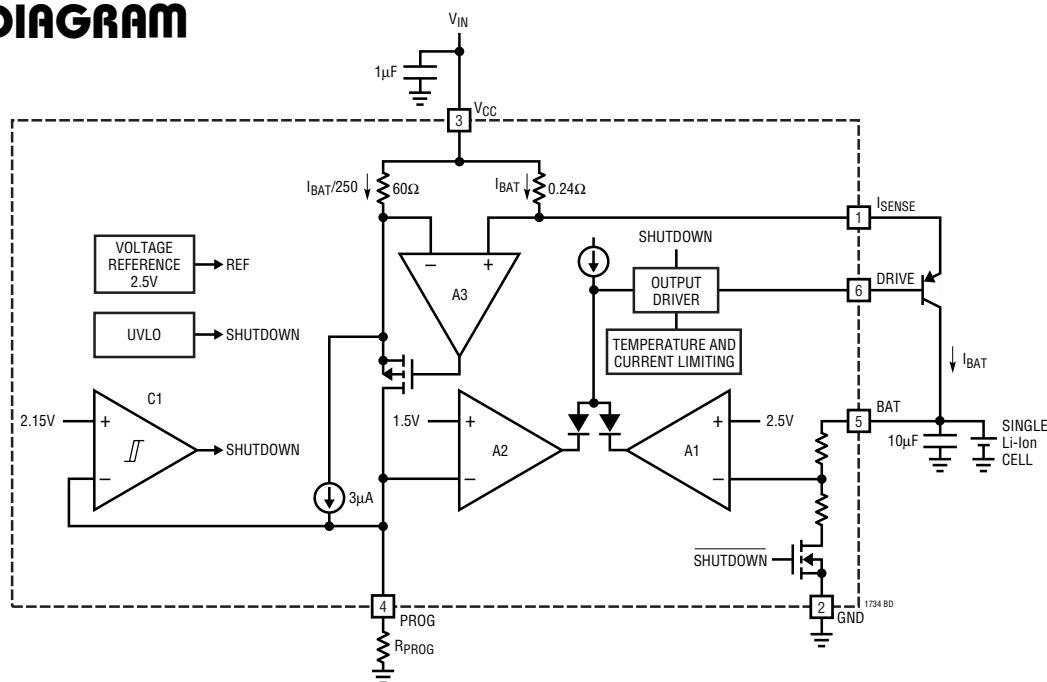 DIAGRAM
VIN
1µF
VCC
3
IBAT/250
60Ω
IBAT
0.24Ω
ISENSE
1
VOLTAGE
REFERENCE
2.5V
REF
–
+
A3
SHUTDOWN
OUTPUT
DRIVER
DRIVE
6
UVLO
SHUTDOWN
TEMPERATURE AND
CURRENT LIMITING
IBAT
C1
2.15V
+
–
SHUTDOWN
1.5V
+
–
A2
A1
+
–
2.5V
BAT
5
10µF
SINGLE
Li-Ion
CELL
3µA
SHUTDOWN
4
PROG
2
GND
1734 BD
RPROG